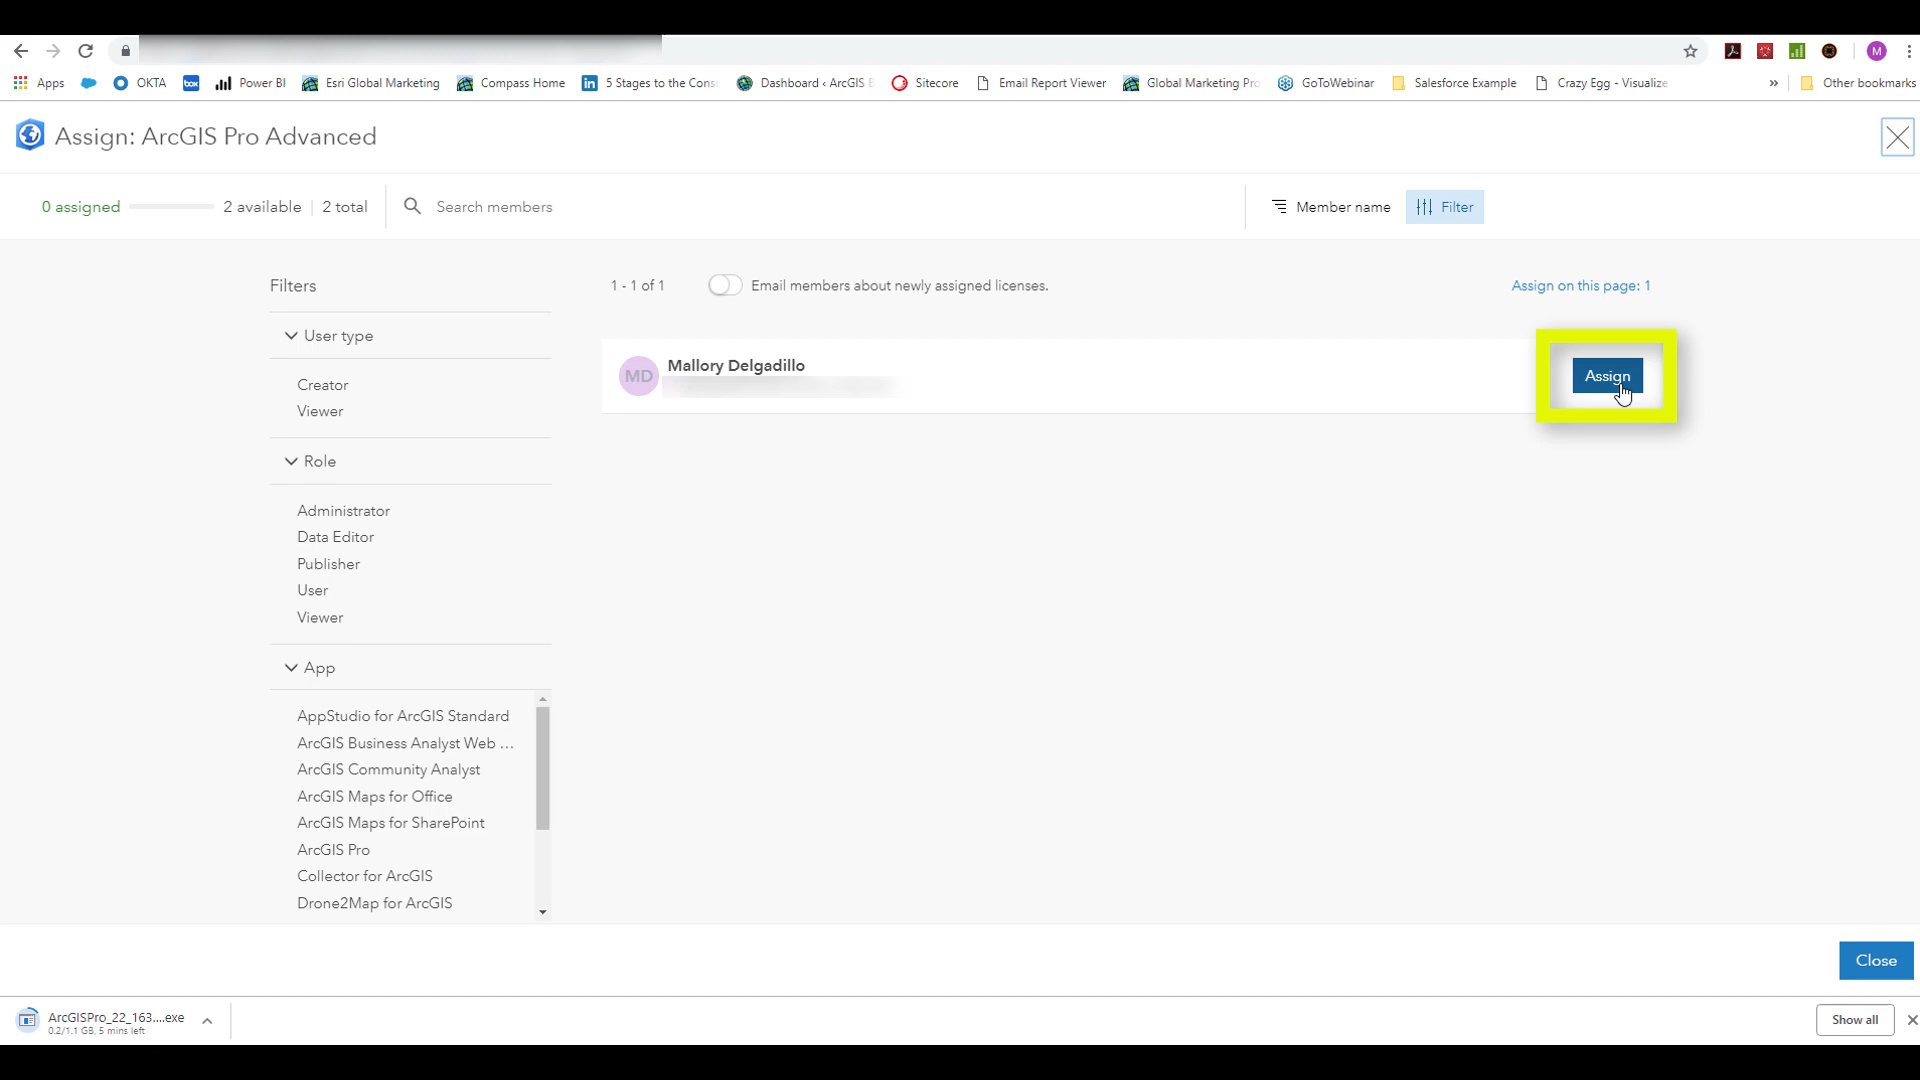 M
Apps
OKTA
box
Power BI
Esri Global Marketing
Compass Home
in
5 Stages to the Cons
Dashboard ‹ ArcGIS B
Sitecore
Email Report Viewer
Global Marketing Pro
GoToWebinar
Salesforce Example
Crazy Egg - Visualize
»
Other bookmarks
Assign: ArcGIS Pro Advanced
0 assigned
2 available
2 total
Search members
Member name
Filter
Filters
1 - 1 of 1
Email members about newly assigned licenses.
Assign on this page: 1
User type
MD
Mallory Delgadillo
Assign
Creator
Viewer
Role
Administrator
Data Editor
Publisher
User
Viewer
App
AppStudio for ArcGIS Standard
ArcGIS Business Analyst Web ...
ArcGIS Community Analyst
ArcGIS Maps for Office
ArcGIS Maps for SharePoint
ArcGIS Pro
Collector for ArcGIS
Drone2Map for ArcGIS
Close
ArcGISPro_22_163....exe
0.2/1.1 GB, 5 mins left
Show all